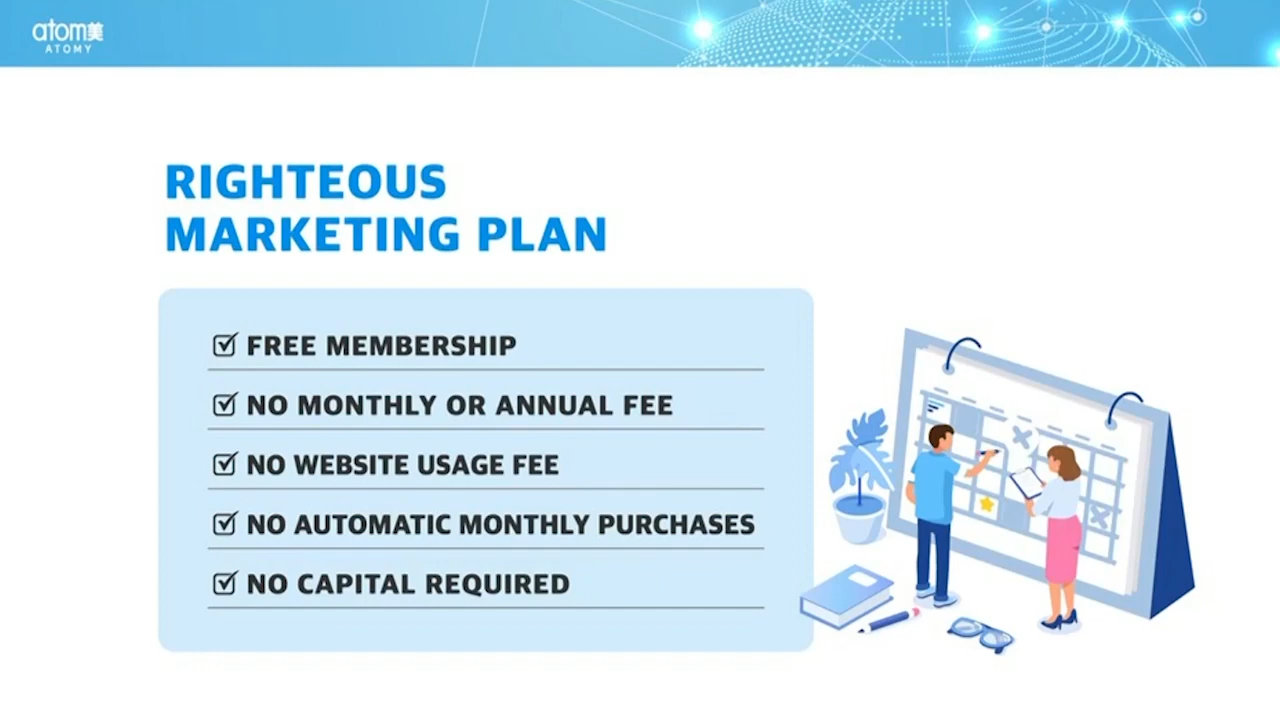 atom美
ATOMY
RIGHTEOUS
MARKETING PLAN
FREE MEMBERSHIP
NO MONTHLY OR ANNUAL FEE
NO WEBSITE USAGE FEE
NO AUTOMATIC MONTHLY PURCHASES
NO CAPITAL REQUIRED